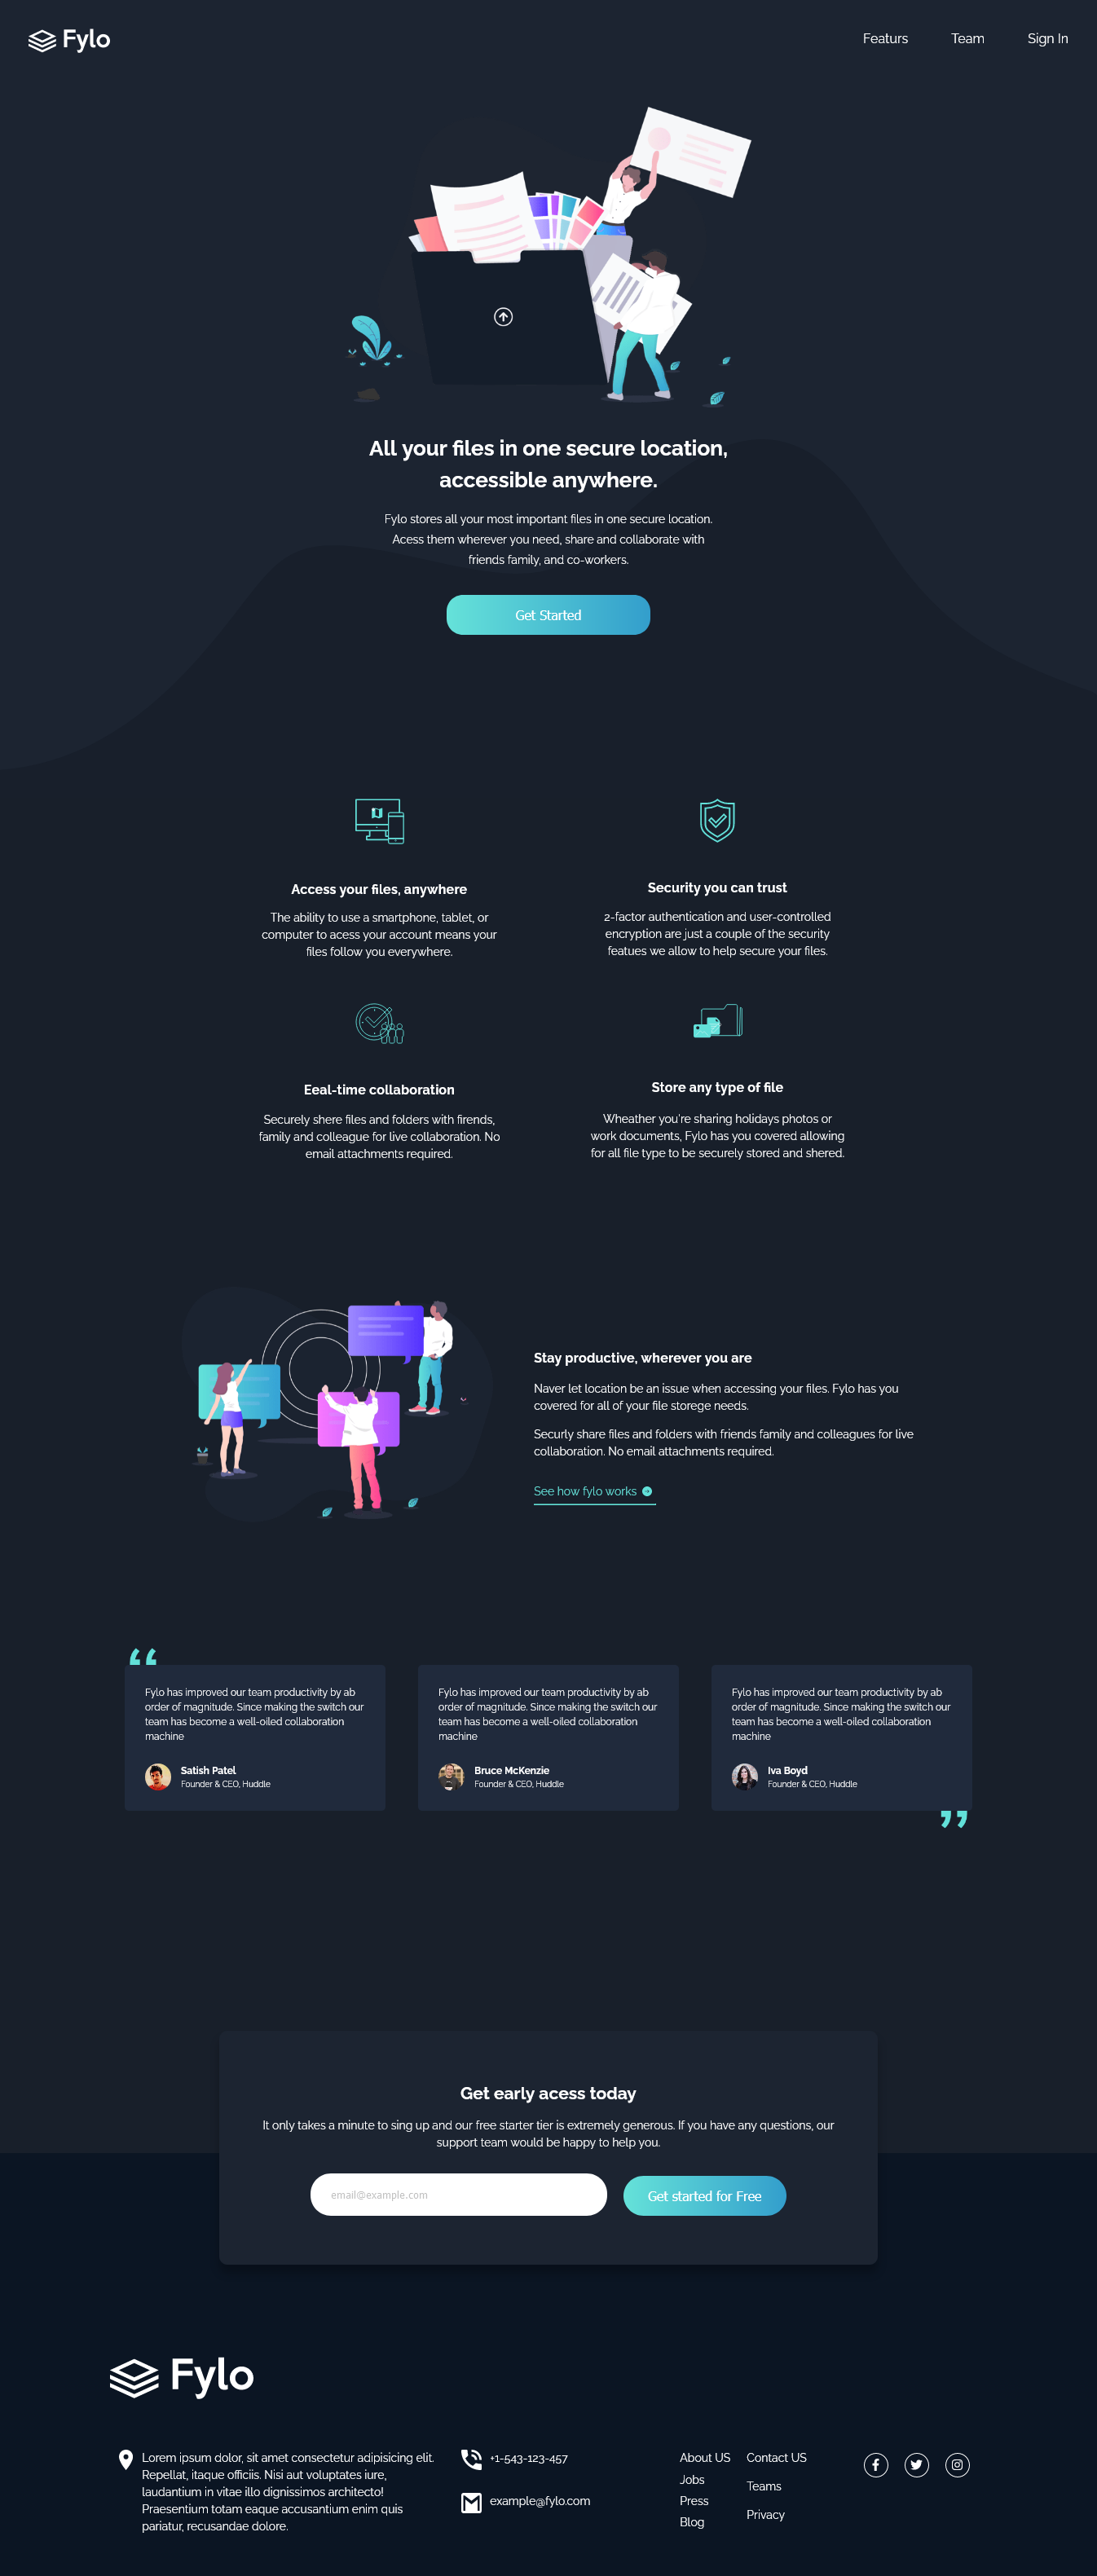 Fylo
Featurs
Team
Sign In
All your files in one secure location,
accessible anywhere.
Fylo stores all your most important files in one secure location.
Acess them wherever you need, share and collaborate with
friends family, and co-workers.
Get Started
Access your files, anywhere
The ability to use a smartphone, tablet, or
computer to acess your account means your
files follow you everywhere.
Security you can trust
2-factor authentication and user-controlled
encryption are just a couple of the security
featues we allow to help secure your files.
Eeal-time collaboration
Securely shere files and folders with firends,
family and colleague for live collaboration. No
email attachments required.
Store any type of file
Wheather you're sharing holidays photos or
work documents, Fylo has you covered allowing
for all file type to be securely stored and shered.
Stay productive, wherever you are
Naver let location be an issue when accessing your files. Fylo has you
covered for all of your file storege needs.
Securly share files and folders with friends family and colleagues for live
collaboration. No email attachments required.
See how fylo works
Fylo has improved our team productivity by ab
order of magnitude. Since making the switch our
team has become a well-oiled collaboration
machine
Satish Patel
Founder & CEO, Huddle
Fylo has improved our team productivity by ab
order of magnitude. Since making the switch our
team has become a well-oiled collaboration
machine
Bruce McKenzie
Founder & CEO, Huddle
Fylo has improved our team productivity by ab
order of magnitude. Since making the switch our
team has become a well-oiled collaboration
machine
Iva Boyd
Founder & CEO, Huddle
Get early acess today
It only takes a minute to sing up and our free starter tier is extremely generous. If you have any questions, our
support team would be happy to help you.
email@example.com
Get started for Free
Fylo
Lorem ipsum dolor, sit amet consectetur adipisicing elit.
Repellat, itaque officiis. Nisi aut voluptates iure,
laudantium in vitae illo dignissimos architecto!
Praesentium totam eaque accusantium enim quis
pariatur, recusandae dolore.
+1-543-123-457
example@fylo.com
About US
Jobs
Press
Blog
Contact US
Teams
Privacy